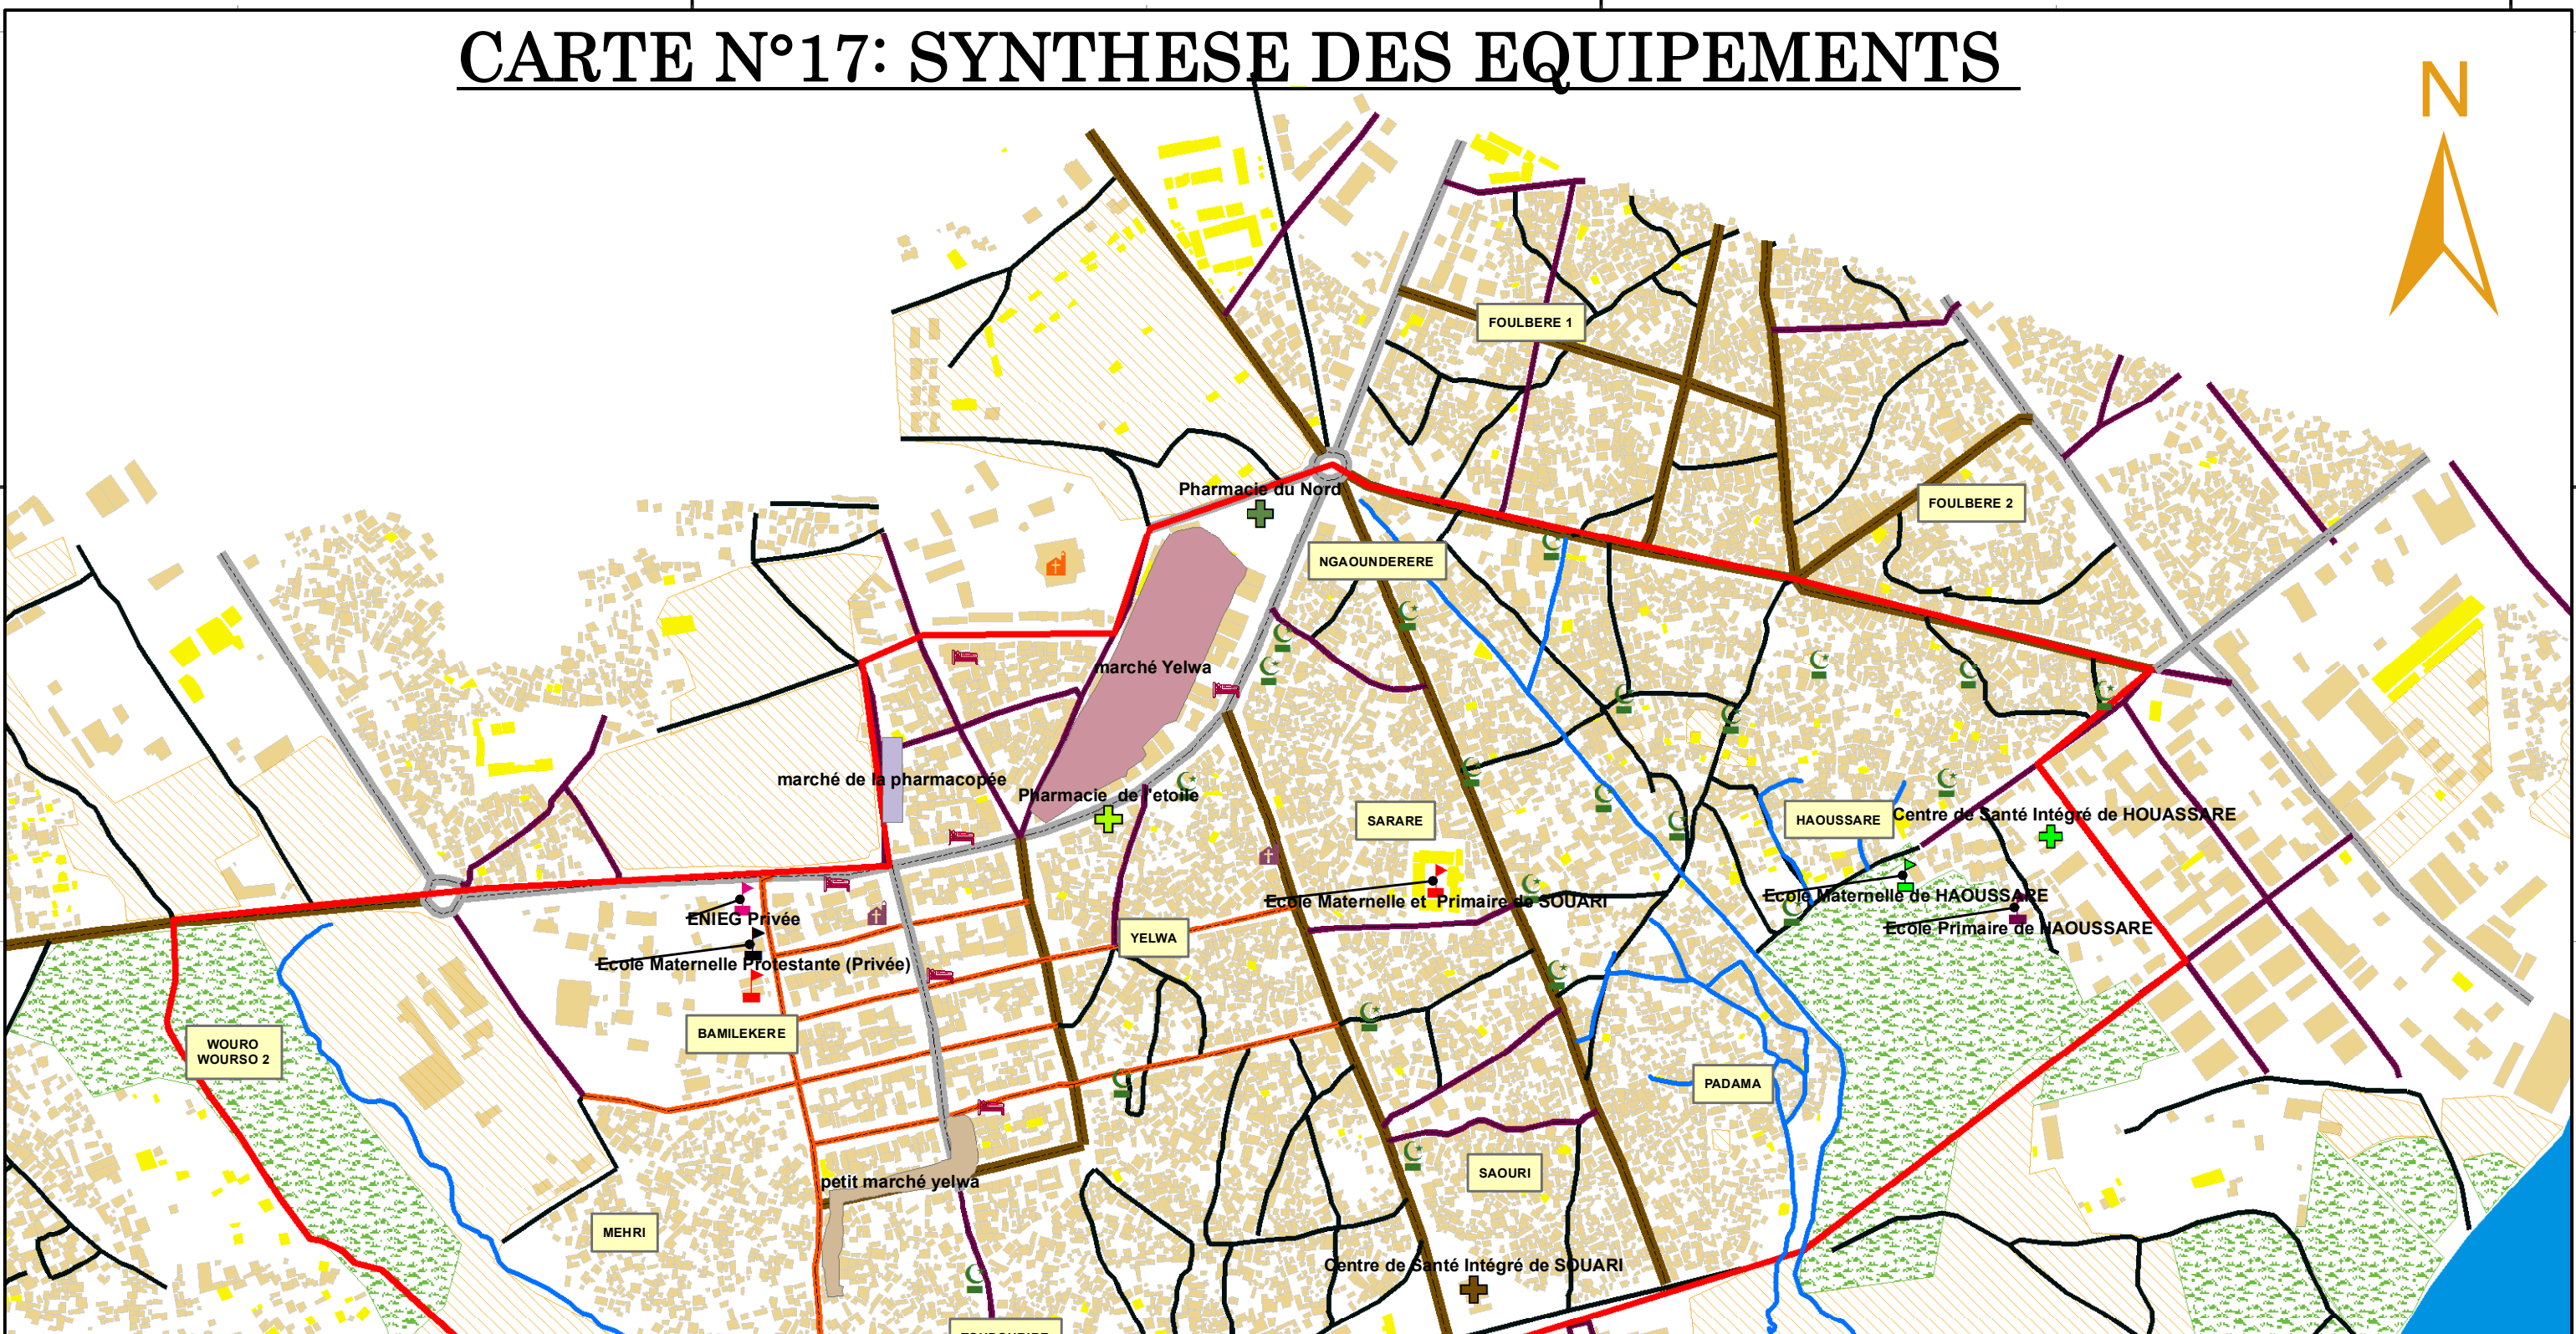 CARTE N°17: SYNTHESE DES EQUIPEMENTS
N
FOULBERE 1
Pharmacie du Nord
FOULBERE 2
NGAOUNDERERE
marché Yelwa
marché de la pharmacopée
Pharmacie de l'etoile
SARARE
HAOUSSARE
Centre de Santé Intégré de HOUASSARE
Ecole Maternelle et Primaire de SOUARI
Ecole Maternelle de HAOUSSARE
ENIEG Privée
Ecole Primaire de HAOUSSARE
YELWA
Ecole Maternelle Protestante (Privée)
BAMILEKERE
WOURO
WOURSO 2
PADAMA
SAOURI
petit marché yelwa
MEHRI
Centre de Santé Intégré de SOUARI